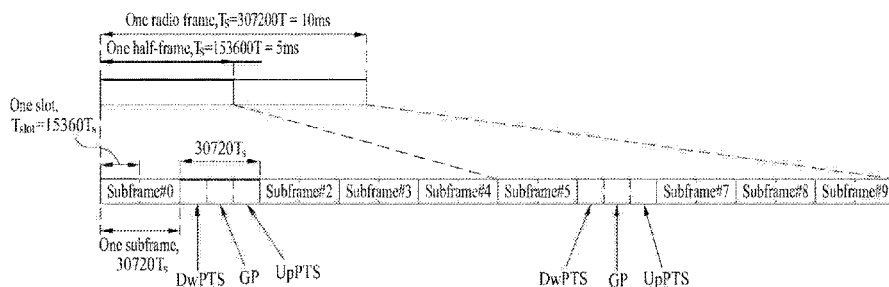 One radio frame,Ts=307200T = 10ms
One half-frame,Ts=153600T = 5ms
One slot,
Tslot=15360Ts
30720Ts
Subframe#0 Subframe#2 Subframe#3 Subframe#4 Subframe#5 Subframe#7 Subframe#8 Subframe#9
One subframe,
30720Ts
DwPTS GP UpPTS DwPTS GP UpPTS